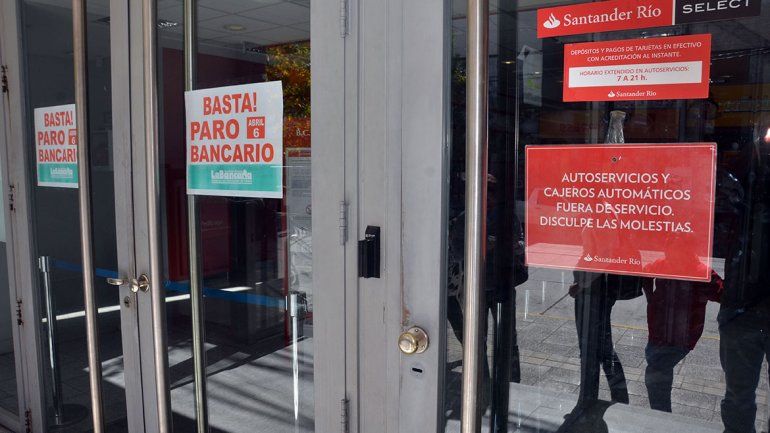 BASTA!
PARO
BANCARIO
BASTA!
PARO
ABRIL
6
BANCARIO
LaBancaria
Santander Río
SELECT
DEPÓSITOS Y PAGOS DE TARJETAS EN EFECTIVO
CON ACREDITACIÓN AL INSTANTE.
HORARIO EXTENDIDO EN AUTOSERVICIOS:
7 A 21 h.
Santander Río
AUTOSERVICIOS Y
CAJEROS AUTOMÁTICOS
FUERA DE SERVICIO.
DISCULPE LAS MOLESTIAS.
Santander Río